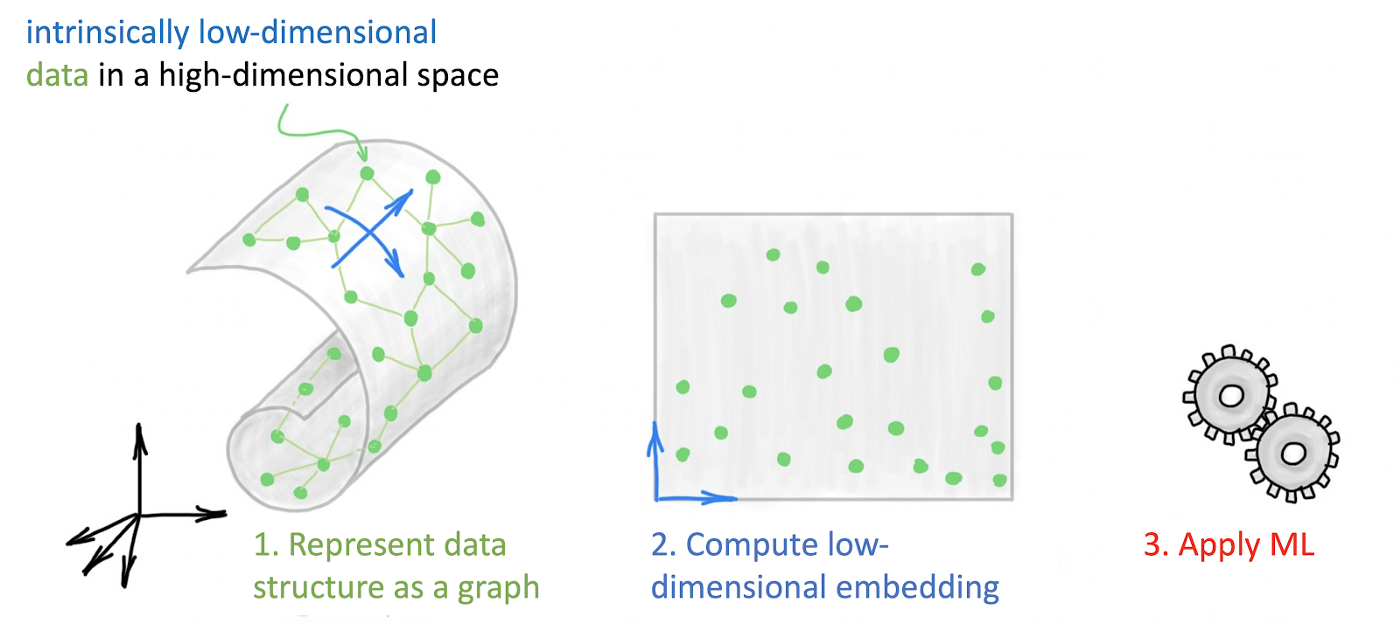 intrinsically low-dimensional
data in a high-dimensional space
1. Represent data
structure as a graph
2. Compute low-
dimensional embedding
3. Apply ML